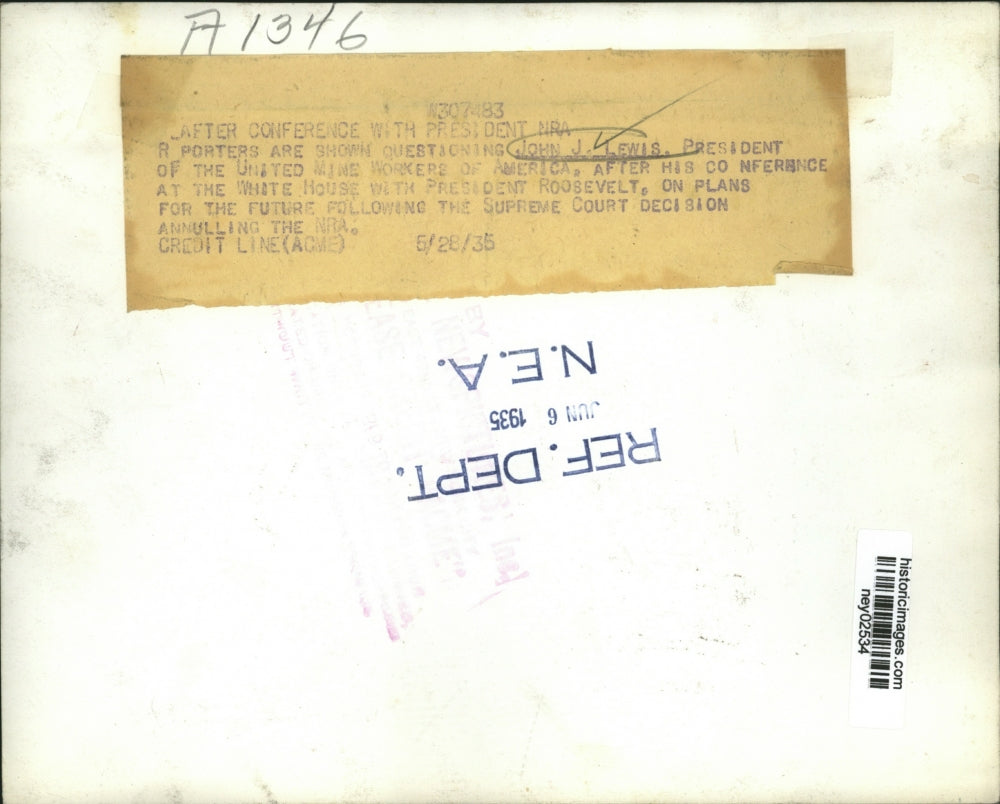 A1346
N307483
AFTER CONFERENCE WITH PRESIDENT NRA
R PORTERS ARE SHOWN QUESTIONING JOHN J. LEWIS, PRESIDENT
OF THE UNITED MINE WORKERS OF AMERICA, AFTER HIS CO NFERENCE
AT THE WHITE HOUSE WITH PRESIDENT ROOSEVELT, ON PLANS
FOR THE FUTURE FOLLOWING THE SUPREME COURT DECISION
ANNULLING THE NRA.
CREDIT LINE(ACME) 5/28/35
REF. DEPT.
JUN 6 1935
N.E.A.
historicimages.com
ney02534